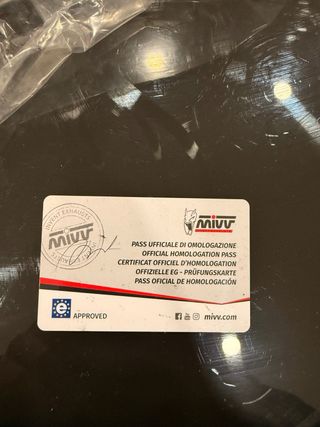 INVENT EXHAUSTS
mivv
mivv
PASS UFFICIALE DI OMOLOGAZIONE
OFFICIAL HOMOLOGATION PASS
CERTIFICAT OFFICIEL D'HOMOLOGATION
OFFIZIELLE EG - PRÜFUNGSKARTE
PASS OFICIAL DE HOMOLOGACIÓN
e
APPROVED
mivv.com